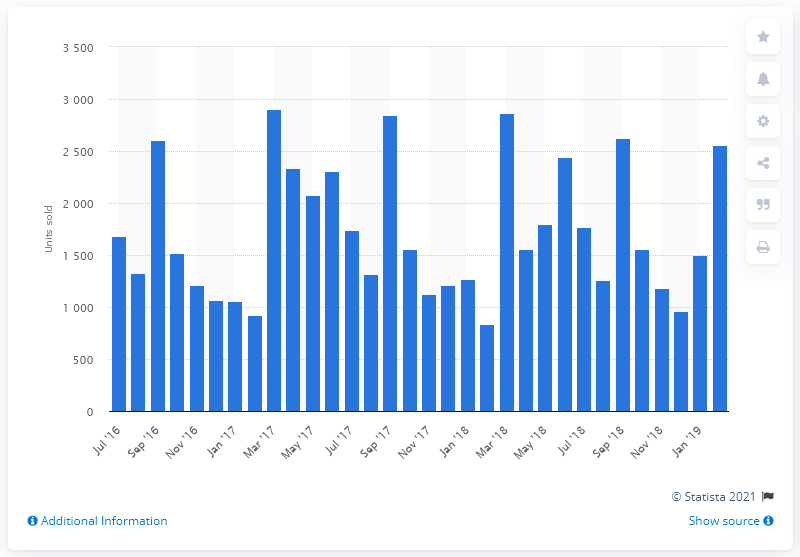 3 500
3 000
2 500
2 000
1 500
1 000
500
0
Units sold
Jul '16
Sep '16
Nov '16
Jan '17
Mar '17
May '17
Jul '17
Sep '17
Nov '17
Jan '18
Mar '18
May '18
Jul '18
Sep '18
Nov '18
Jan '19
© Statista 2021
Additional Information
Show source